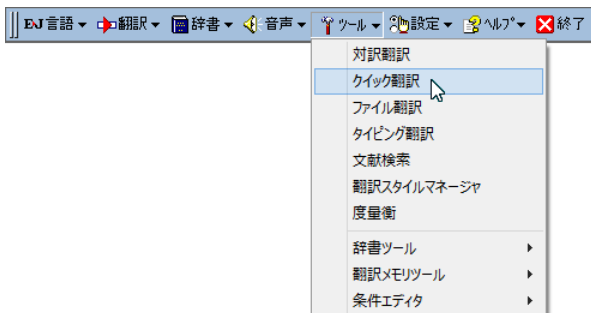 EAJ言語 翻訳 辞書 音声 ツール 設定 ヘルプ 終了
対訳翻訳
クイック翻訳
ファイル翻訳
タイピング翻訳
文献検索
翻訳スタイルマネージャ
度量衡
辞書ツール
翻訳メモリツール
条件エディタ